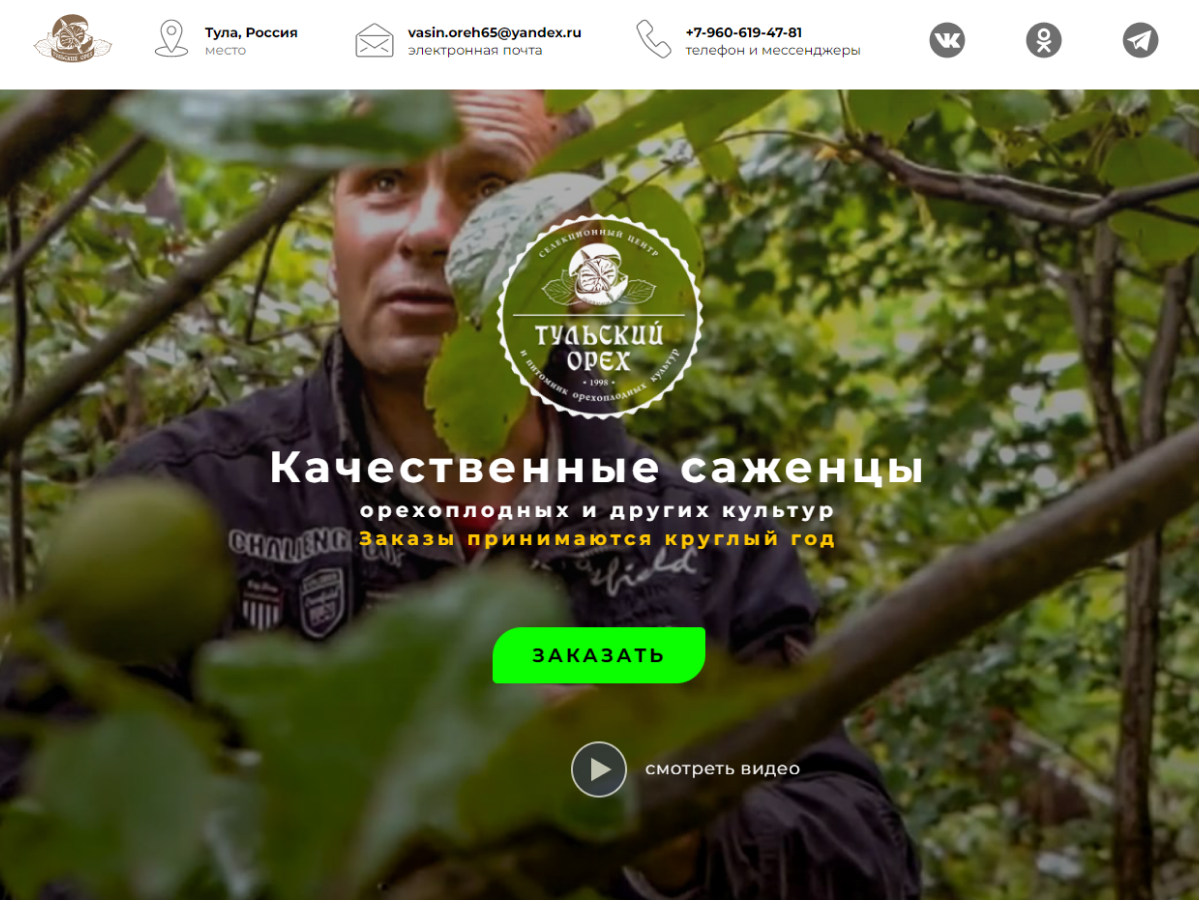 Тула, Россия
место
vasin.oreh65@yandex.ru
электронная почта
+7-960-619-47-81
телефон и мессенджеры
ТУЛЬСКИЙ ОРЕХ
СЕЛЕКЦИОННЫЙ ЦЕНТР
ТУЛЬСКИЙ
ОРЕХ
• 1998 •
и питомник орехоплодных культур
Качественные саженцы
орехоплодных и других культур
Заказы принимаются круглый год
CHALLENGE CUP
ЗАКАЗАТЬ
смотреть видео